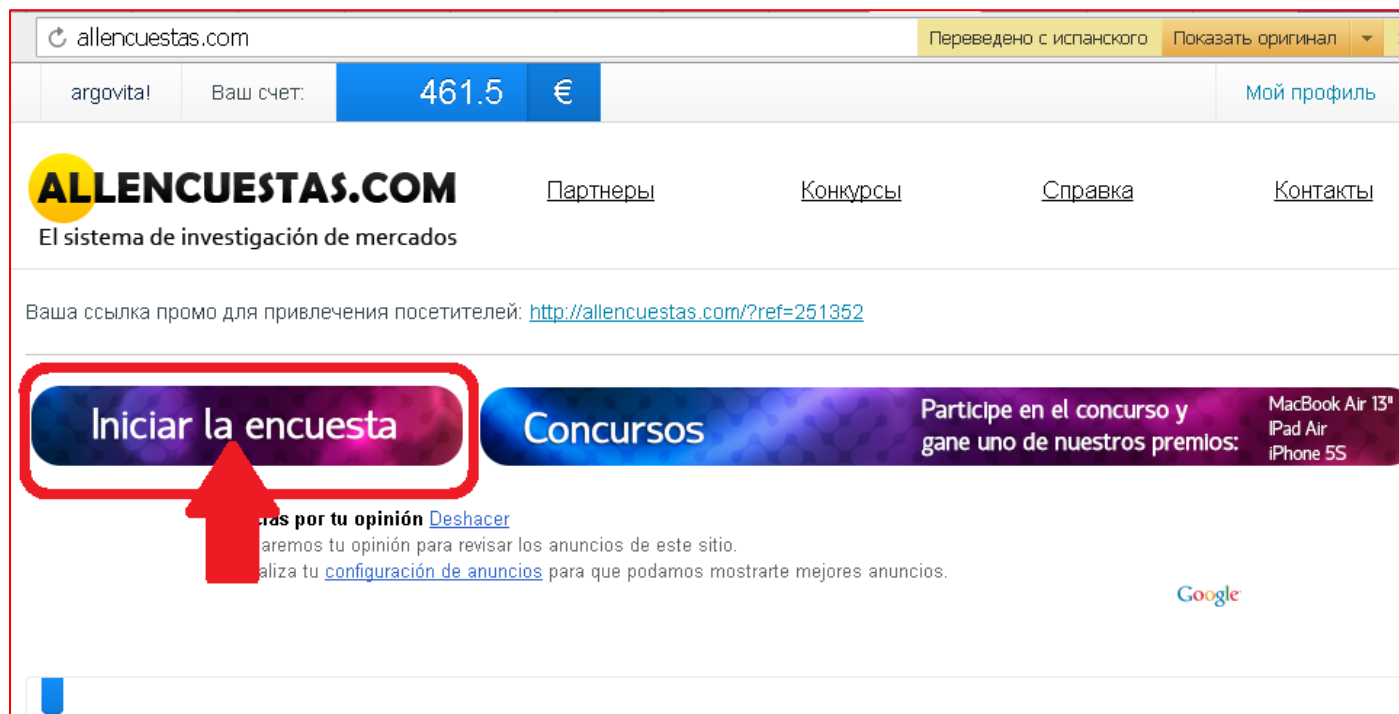 allencuestas.com Переведено с испанского Показать оригинал
argovita! Ваш счет: 461.5 € Мой профиль
ALLENCUESTAS.COM Партнеры Конкурсы Справка Контакты
El sistema de investigación de mercados
Ваша ссылка промо для привлечения посетителей: http://allencuestas.com/?ref=251352
Iniciar la encuesta
Concursos
Participe en el concurso y
gane uno de nuestros premios:
MacBook Air 13"
IPad Air
iPhone 5S
por tu opinión Deshacer
tu opinión para revisar los anuncios de este sitio.
tu configuración de anuncios para que podamos mostrarte mejores anuncios.
Google